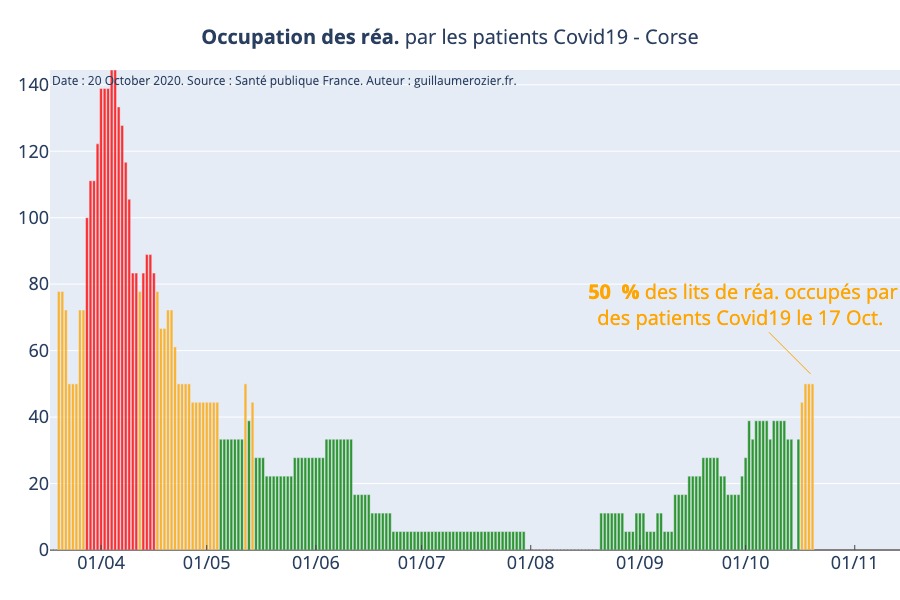 Occupation des réa. par les patients Covid19 - Corse
Date : 20 October 2020. Source : Santé publique France. Auteur : guillaumerozier.fr.
140
120
100
80
60
40
20
0
50 % des lits de réa. occupés par
des patients Covid19 le 17 Oct.
01/04 01/05 01/06 01/07 01/08 01/09 01/10 01/11